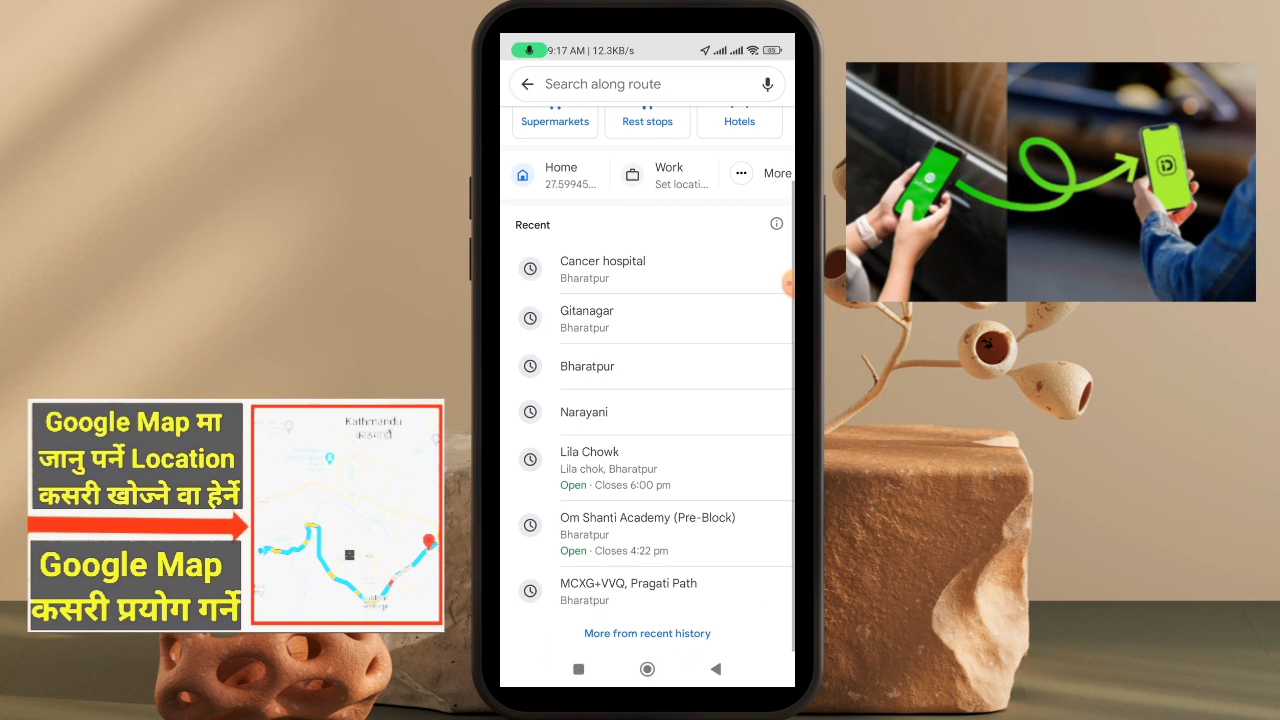 9:17 AM | 12.3KB/s
85
Search along route
Supermarkets
Rest stops
Hotels
Home
27.59945...
Work
Set locati...
More
Recent
Cancer hospital
Bharatpur
Gitanagar
Bharatpur
Bharatpur
Narayani
Lila Chowk
Lila chok, Bharatpur
Open · Closes 6:00 pm
Om Shanti Academy (Pre-Block)
Bharatpur
Open · Closes 4:22 pm
MCXG+VVQ, Pragati Path
Bharatpur
More from recent history
Google Map मा
जानु पर्ने Location
कसरी खोज्ने वा हेर्ने
Google Map
कसरी प्रयोग गर्ने
Kathmandu